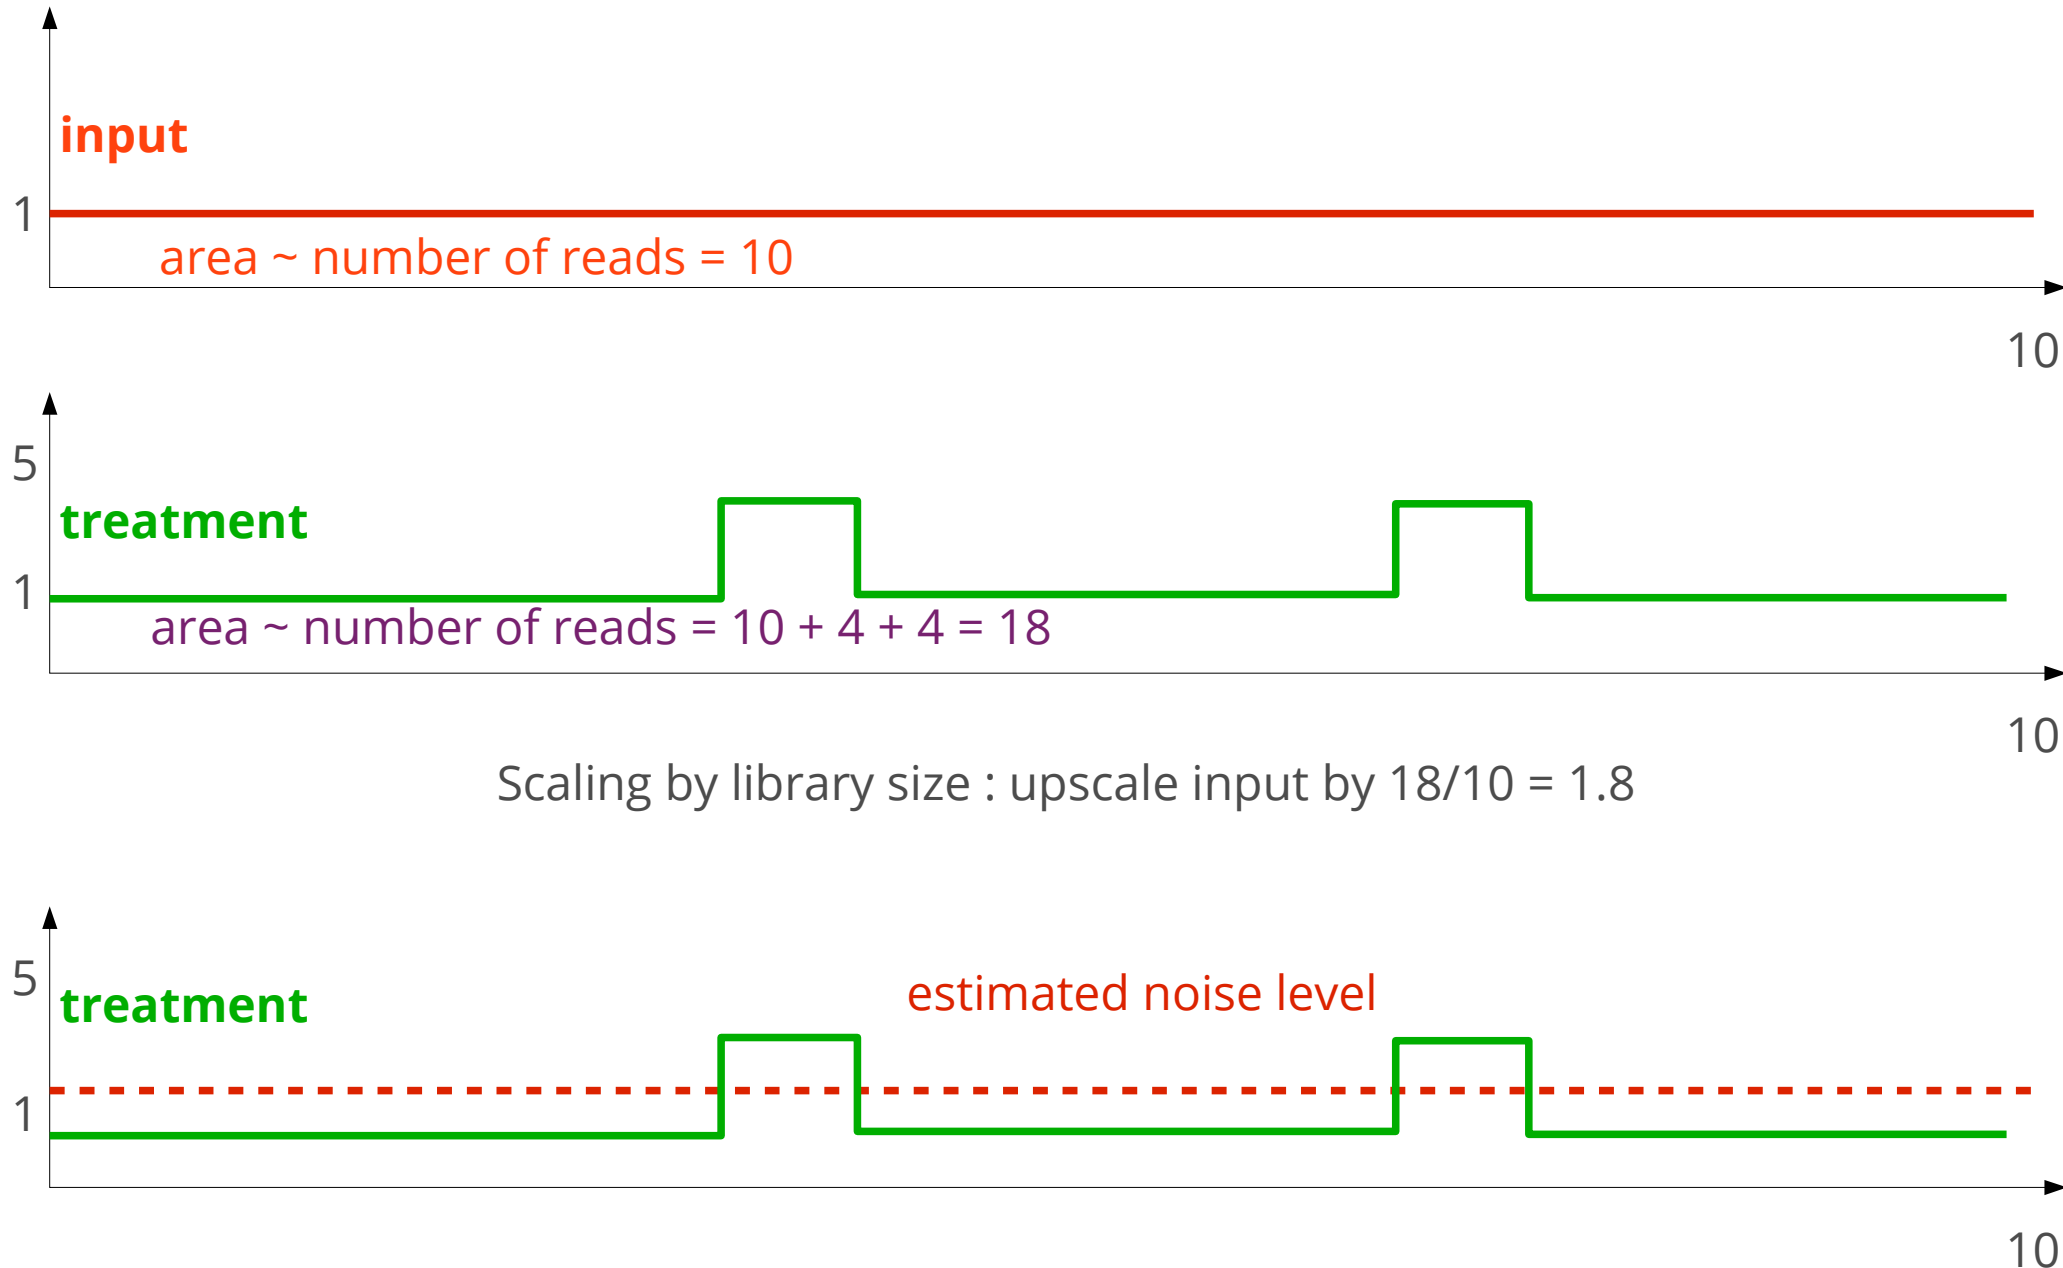 input
1
area ~ number of reads = 10
10
5
treatment
1
area ~ number of reads = 10 + 4 + 4 = 18
10
Scaling by library size : upscale input by 18/10 = 1.8
5
estimated noise level
treatment
1
10